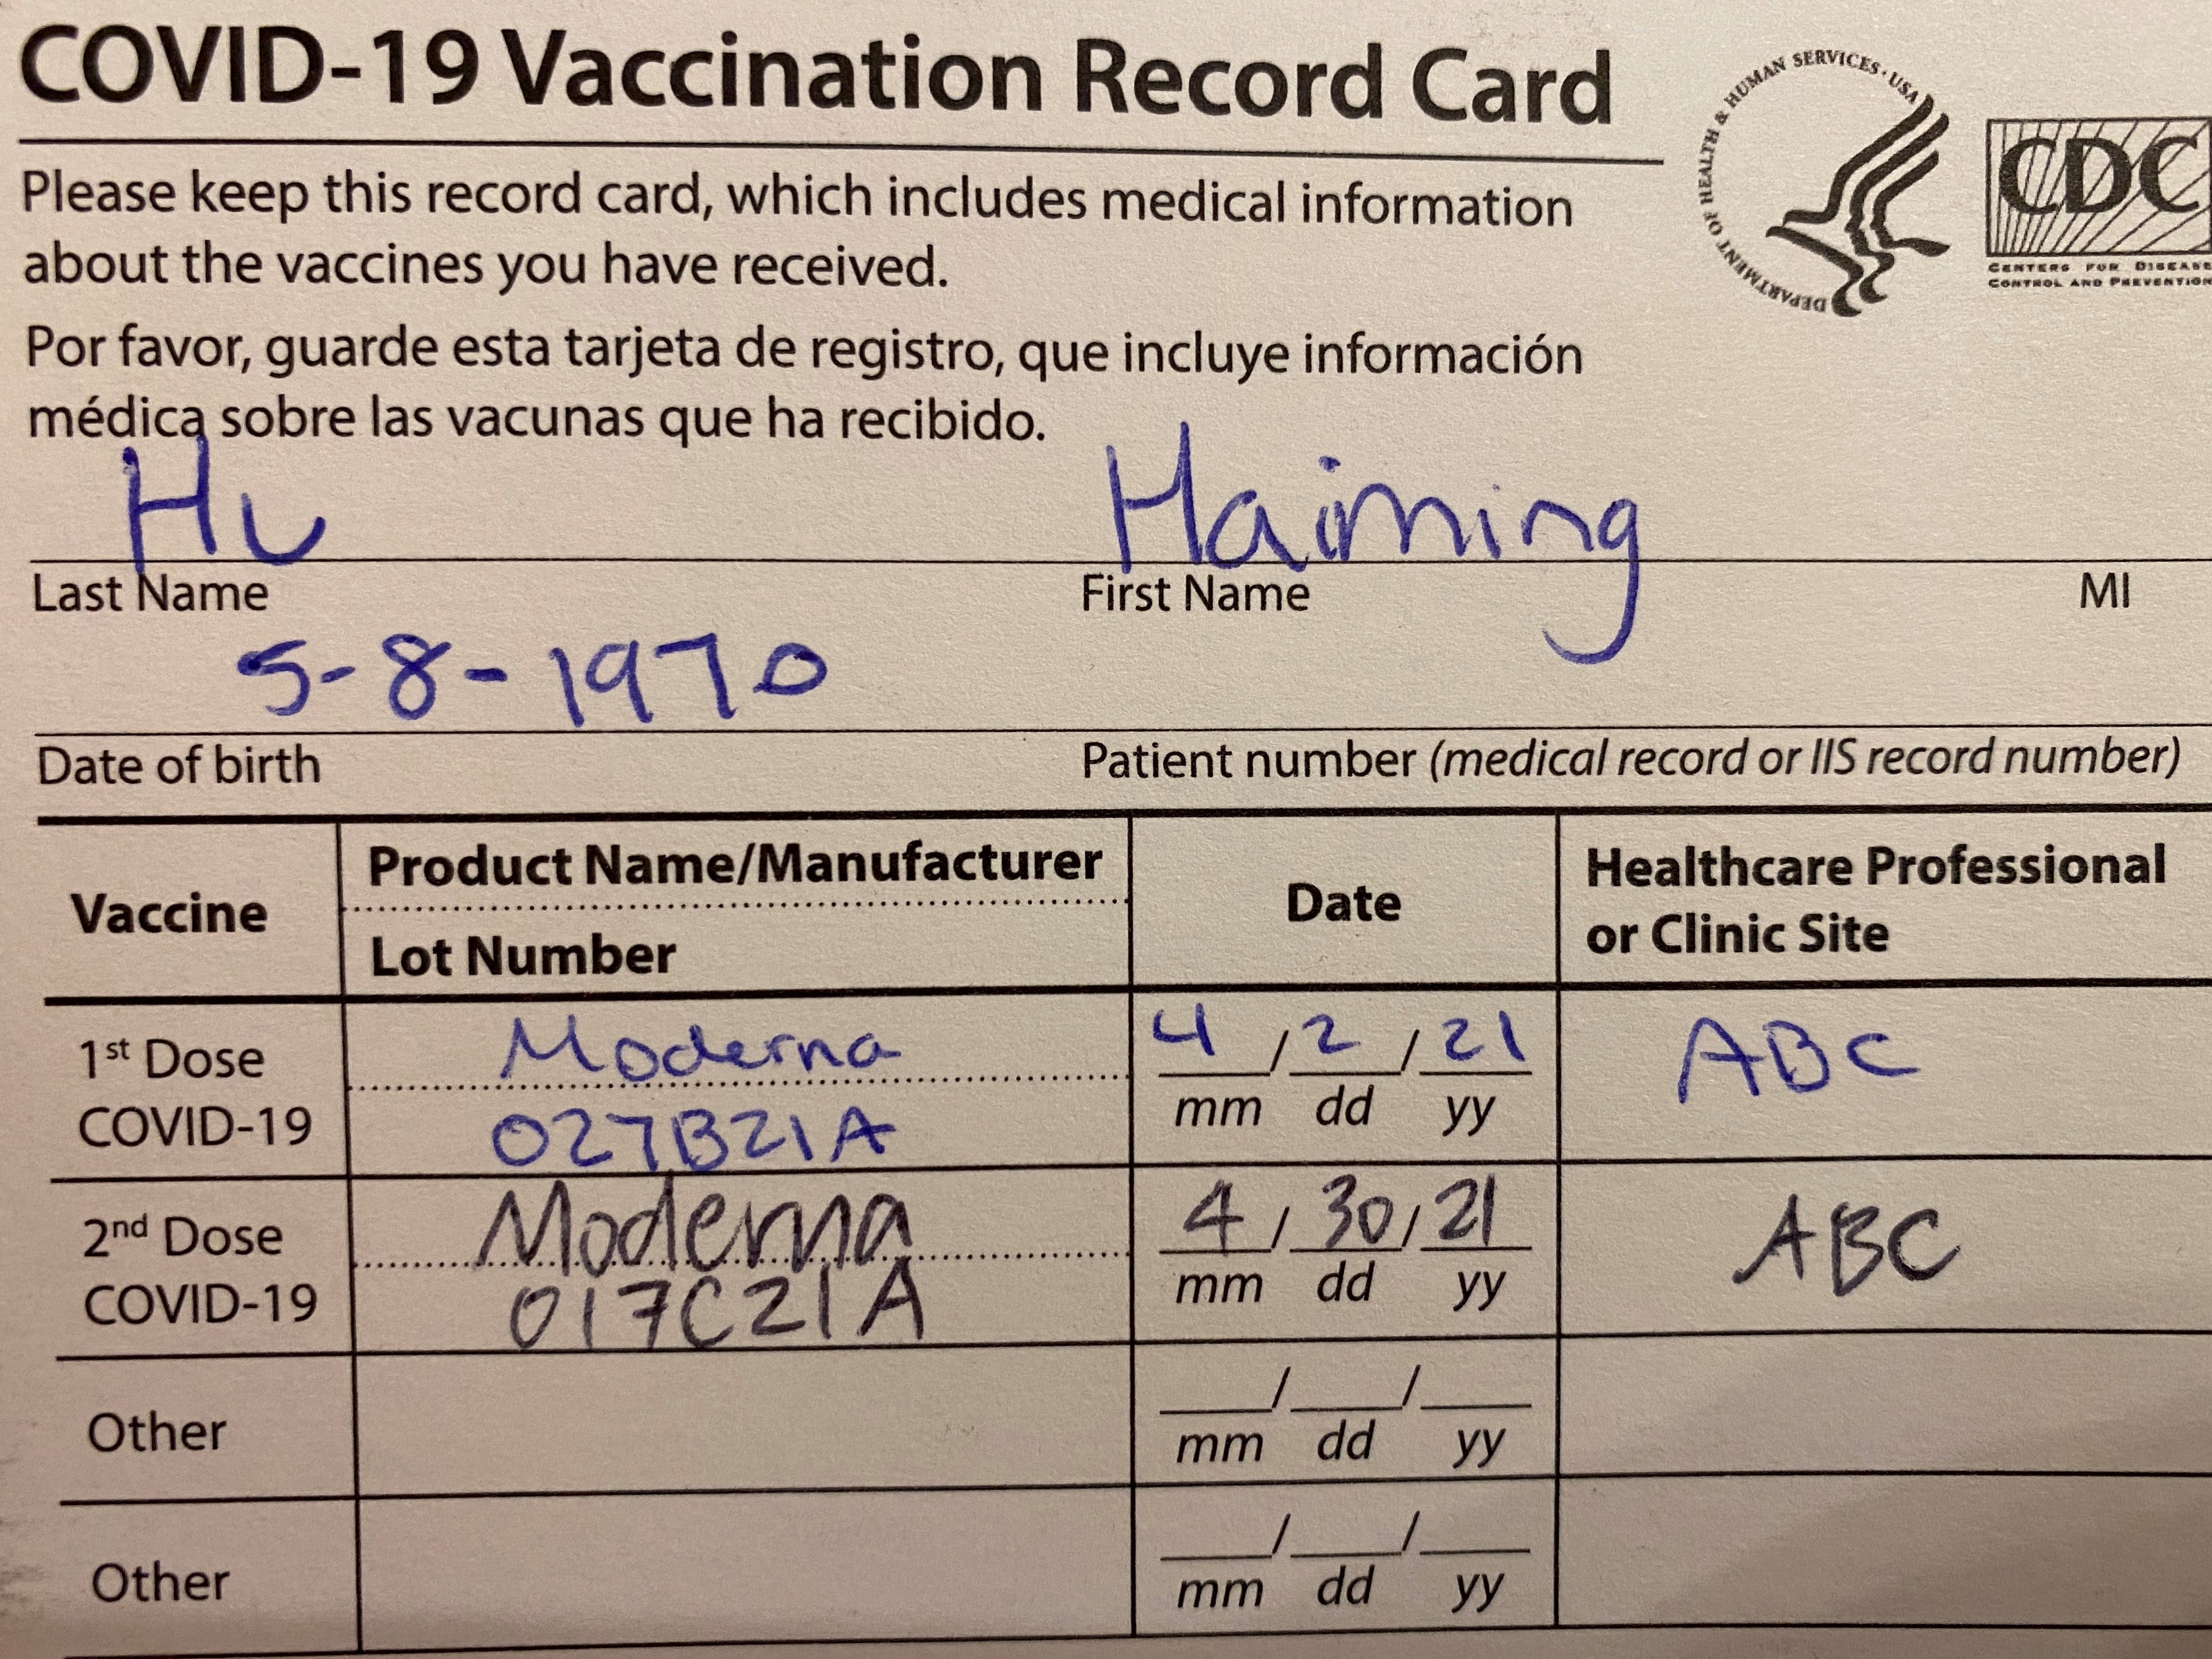 COVID-19 Vaccination Record Card
DEPARTMENT OF HEALTH & HUMAN SERVICES · USA
CDC
CENTERS FOR DISEASE
CONTROL AND PREVENTION
Please keep this record card, which includes medical information
about the vaccines you have received.
Por favor, guarde esta tarjeta de registro, que incluye información
médica sobre las vacunas que ha recibido.
Hu Haiming
Last Name First Name MI
5-8-1970
Date of birth Patient number (medical record or IIS record number)
Vaccine Product Name/Manufacturer Date Healthcare Professional
Lot Number or Clinic Site
1st Dose Moderna 4 / 2 / 21 ABC
COVID-19 027B21A mm dd yy
2nd Dose Moderna 4 / 30 / 21 ABC
COVID-19 017C21A mm dd yy
Other / /
mm dd yy
Other / /
mm dd yy